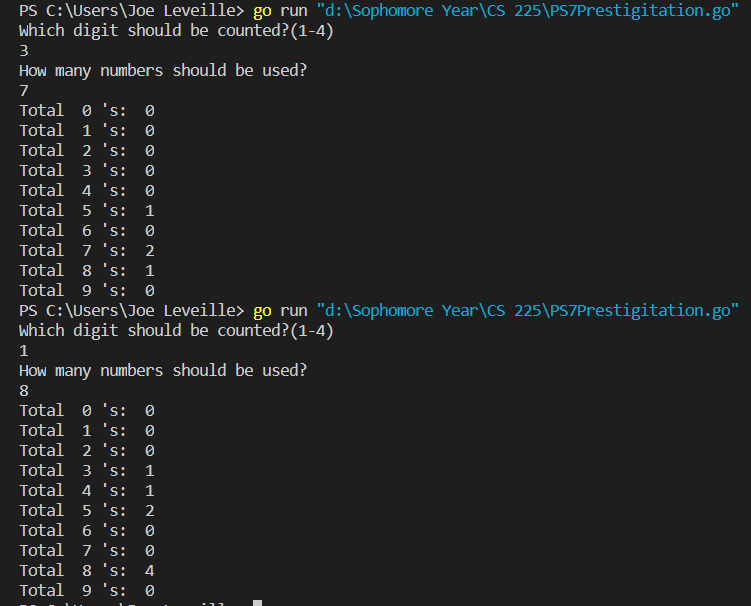 PS C:\Users\Joe Leveille> go run "d:\Sophomore Year\CS 225\PS7Prestigitation.go"
Which digit should be counted?(1-4)
3
How many numbers should be used?
7
Total  0 's:  0
Total  1 's:  0
Total  2 's:  0
Total  3 's:  0
Total  4 's:  0
Total  5 's:  1
Total  6 's:  0
Total  7 's:  2
Total  8 's:  1
Total  9 's:  0
PS C:\Users\Joe Leveille> go run "d:\Sophomore Year\CS 225\PS7Prestigitation.go"
Which digit should be counted?(1-4)
1
How many numbers should be used?
8
Total  0 's:  0
Total  1 's:  0
Total  2 's:  0
Total  3 's:  1
Total  4 's:  1
Total  5 's:  2
Total  6 's:  0
Total  7 's:  0
Total  8 's:  4
Total  9 's:  0